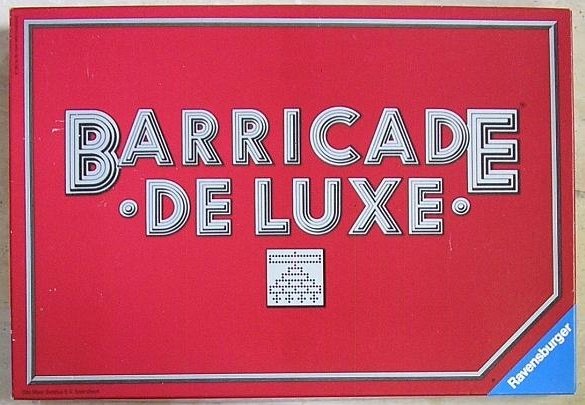 BARRICADE
· DE LUXE ·
Ravensburger